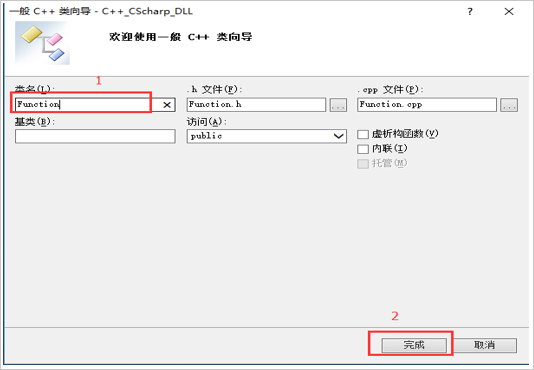 一般 C++ 类向导 - C++_CScharp_DLL
? ×
欢迎使用一般 C++ 类向导
1
类名(L): .h 文件(F): .cpp 文件(P):
Function × Function.h ... Function.cpp ...
基类(B): 访问(A):
public
虚析构函数(V)
内联(I)
托管(M)
2
完成 取消